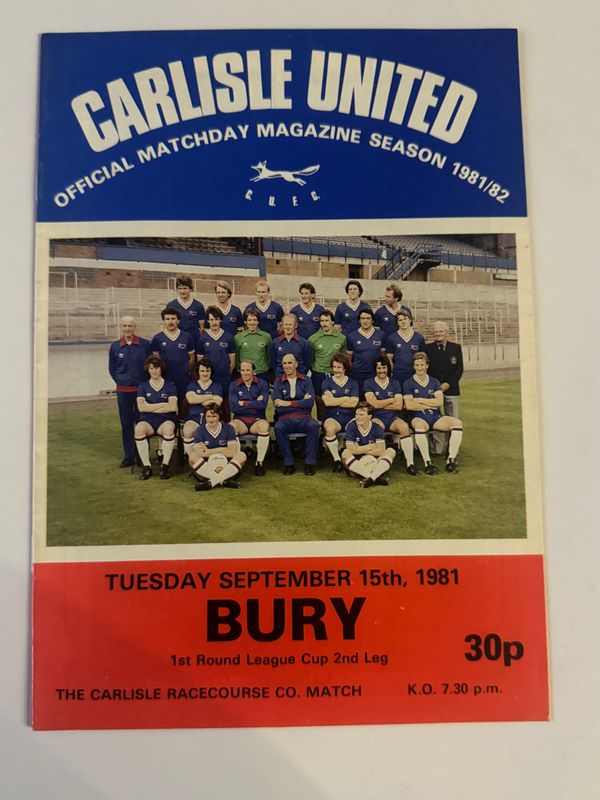 CARLISLE UNITED
OFFICIAL MATCHDAY MAGAZINE SEASON 1981/82
C. U. F. C.
TUESDAY SEPTEMBER 15th, 1981
BURY
1st Round League Cup 2nd Leg
30p
THE CARLISLE RACECOURSE CO. MATCH K.O. 7.30 p.m.